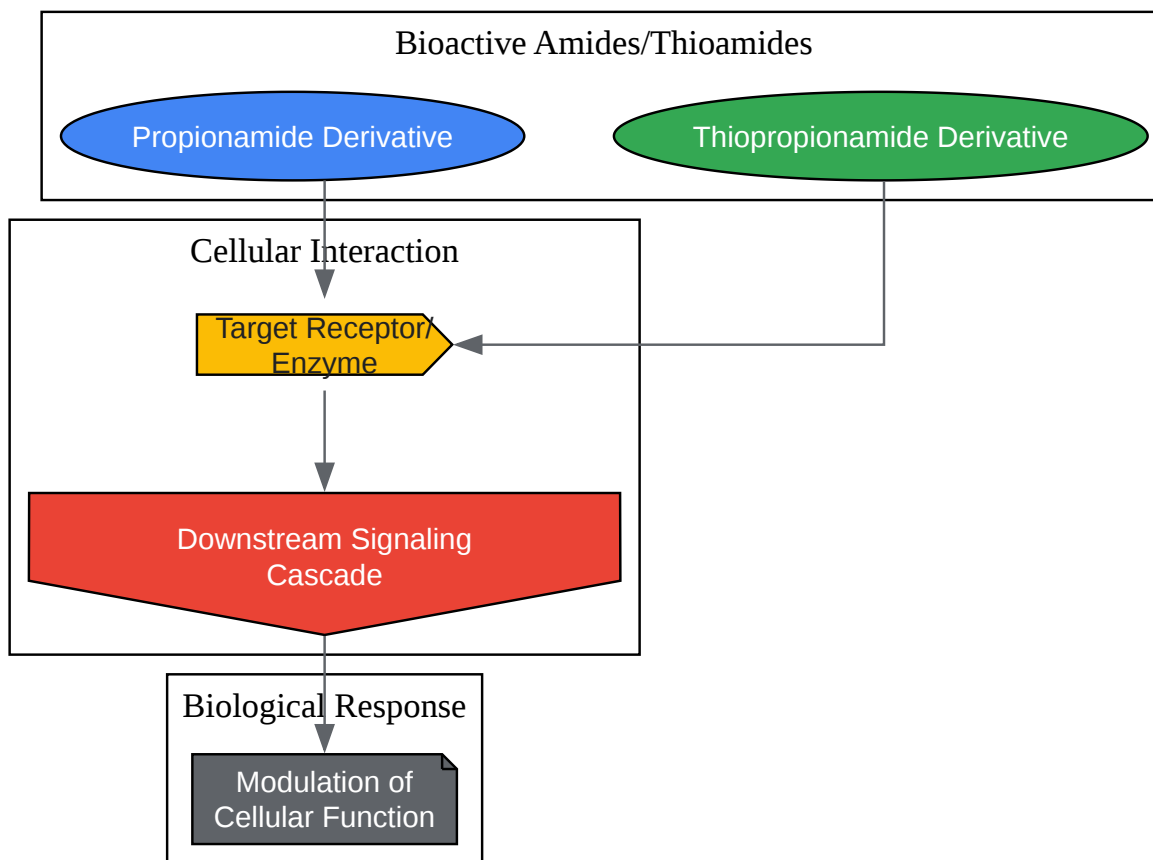 Bioactive Amides/Thioamides
Propionamide Derivative
Thiopropionamide Derivative
Cellular Interaction
Target Receptor/
Enzyme
Downstream Signaling
Cascade
Biological Response
Modulation of
Cellular Function